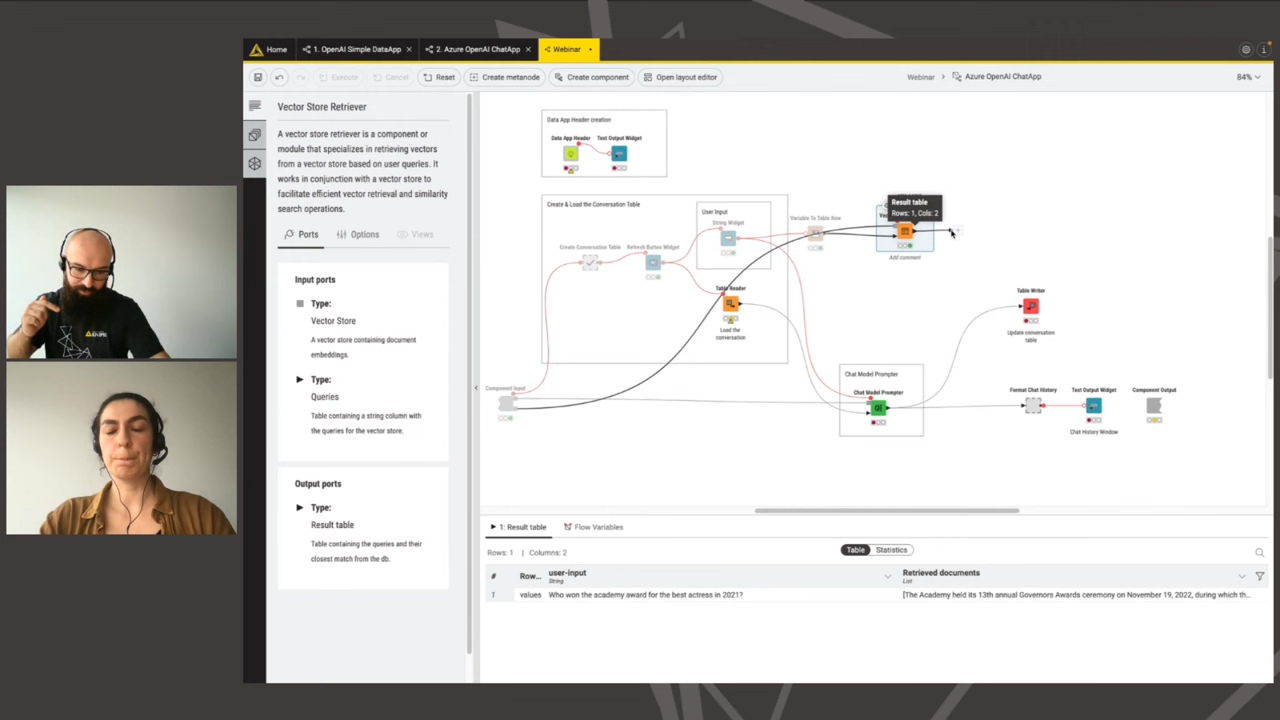 Home
1. OpenAI Simple DataApp
2. Azure OpenAI ChatApp
Webinar
Execute
Cancel
Reset
Create metanode
Create component
Open layout editor
Webinar
Azure OpenAI ChatApp
84%
Vector Store Retriever
A vector store retriever is a component or
module that specializes in retrieving vectors
from a vector store based on user queries. It
works in conjunction with a vector store to
facilitate efficient vector retrieval and similarity
search operations.
Ports
Options
Views
Input ports
Type:
Vector Store
A vector store containing document
embeddings.
Type:
Queries
Table containing a string column with
the queries for the vector store.
Output ports
Type:
Result table
Table containing the queries and their
closest match from the db.
Data App Header creation
Data App Header
Text Output Widget
Create & Load the Conversation Table
User Input
String Widget
Create Conversation Table
Refresh Button Widget
Table Reader
Load the
conversation
Variable To Table Row
Result table
Rows: 1, Cols: 2
Add comment
Table Writer
Update conversation
table
Component Input
Chat Model Prompter
Chat Model Prompter
Format Chat History
Text Output Widget
Chat History Window
Component Output
1: Result table
Flow Variables
Rows: 1 | Columns: 2
Table
Statistics
#
Row...
user-input
String
Retrieved documents
List
1
values
Who won the academy award for the best actress in 2021?
[The Academy held its 13th annual Governors Awards ceremony on November 19, 2022, during which th...